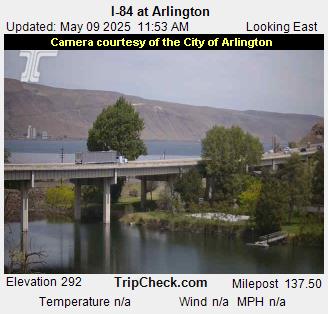 I-84 at Arlington
Updated: May 09 2025 11:53 AM Looking East
Camera courtesy of the City of Arlington
Elevation 292 TripCheck.com Milepost 137.50
Temperature n/a Wind n/a MPH n/a